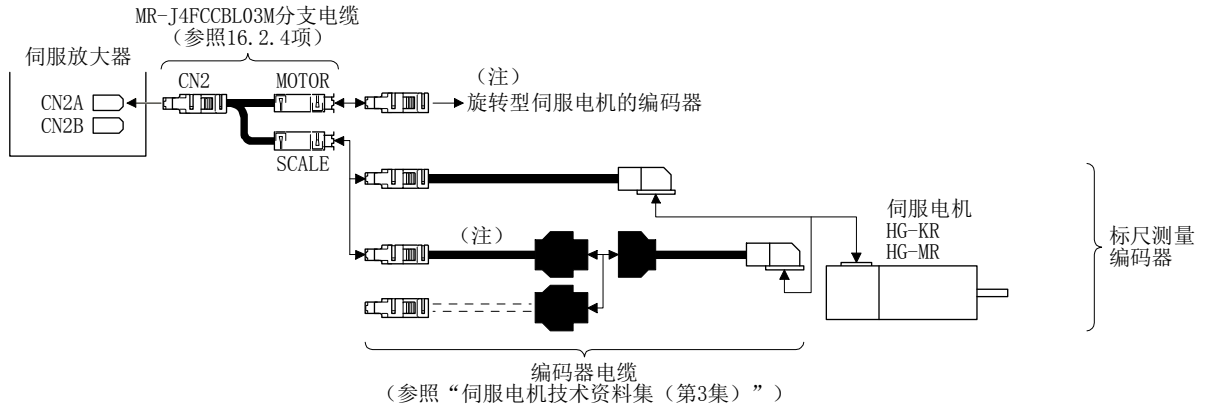 MR-J4FCCBL03M分支电缆
（参照16.2.4项）
伺服放大器
CN2
MOTOR
（注）
CN2A
旋转型伺服电机的编码器
CN2B
SCALE
伺服电机
HG-KR
HG-MR
（注）
标尺测量
编码器
编码器电缆
（参照“伺服电机技术资料集（第3集）”）